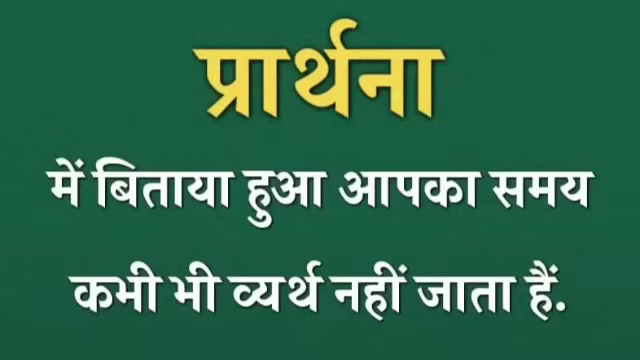 प्रार्थना
में बिताया हुआ आपका समय
कभी भी व्यर्थ नहीं जाता हैं.